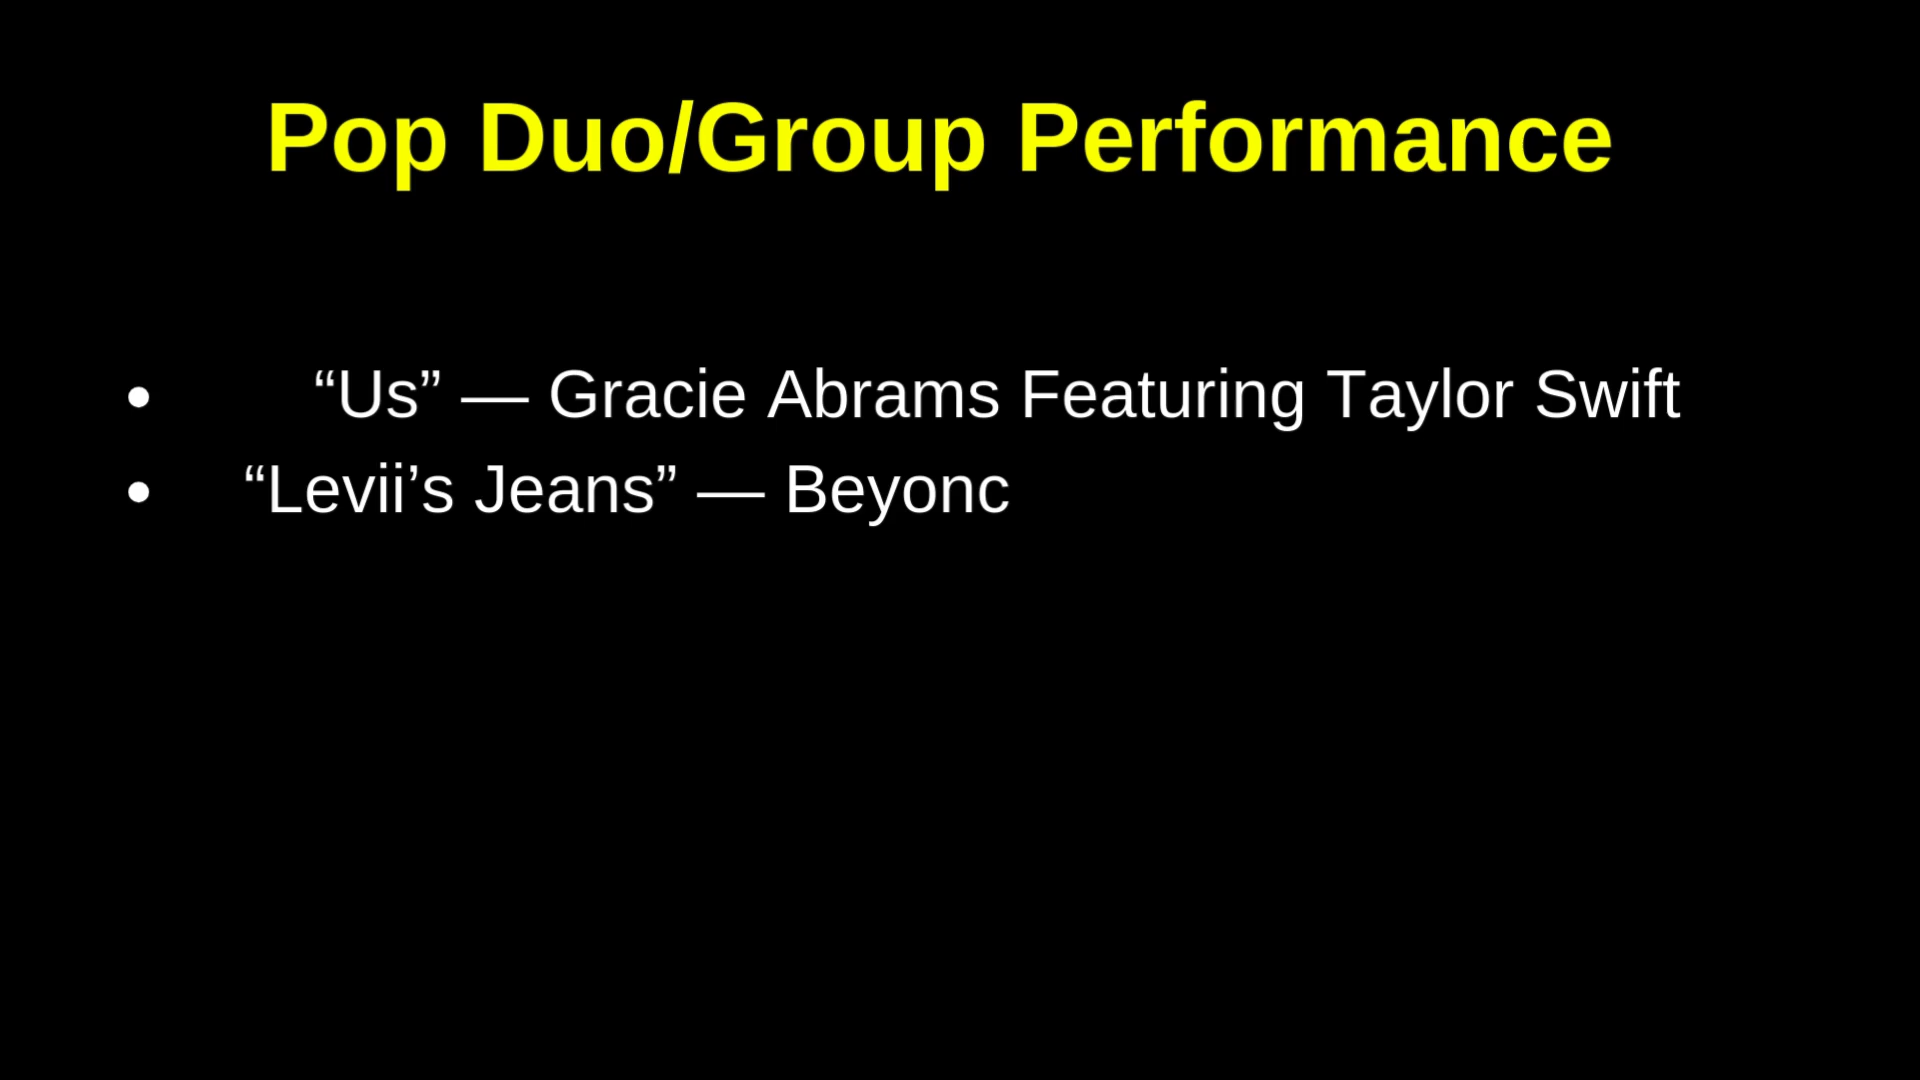 Pop Duo/Group Performance
• “Us” — Gracie Abrams Featuring Taylor Swift
• “Levii’s Jeans” — Beyonc